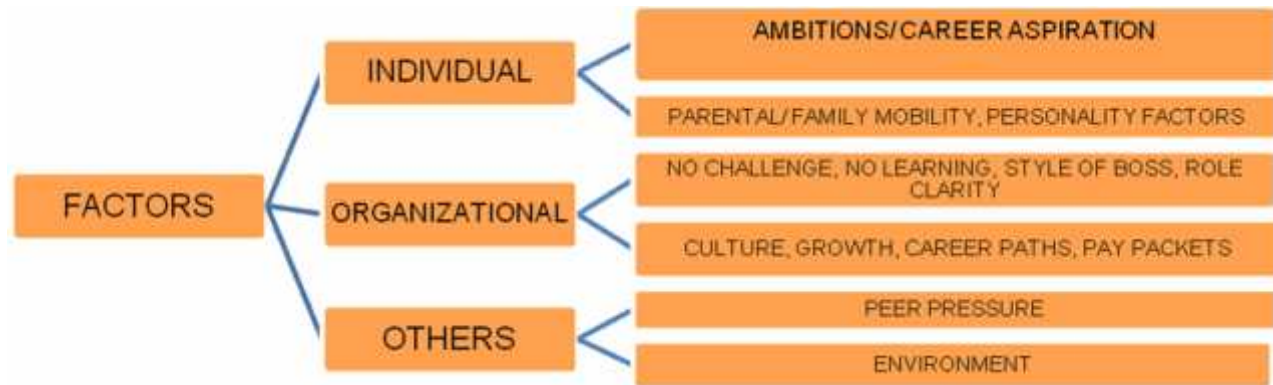 FACTORS
INDIVIDUAL
AMBITIONS/CAREER ASPIRATION
PARENTAL/FAMILY MOBILITY, PERSONALITY FACTORS
ORGANIZATIONAL
NO CHALLENGE, NO LEARNING, STYLE OF BOSS, ROLE
CLARITY
CULTURE, GROWTH, CAREER PATHS, PAY PACKETS
OTHERS
PEER PRESSURE
ENVIRONMENT